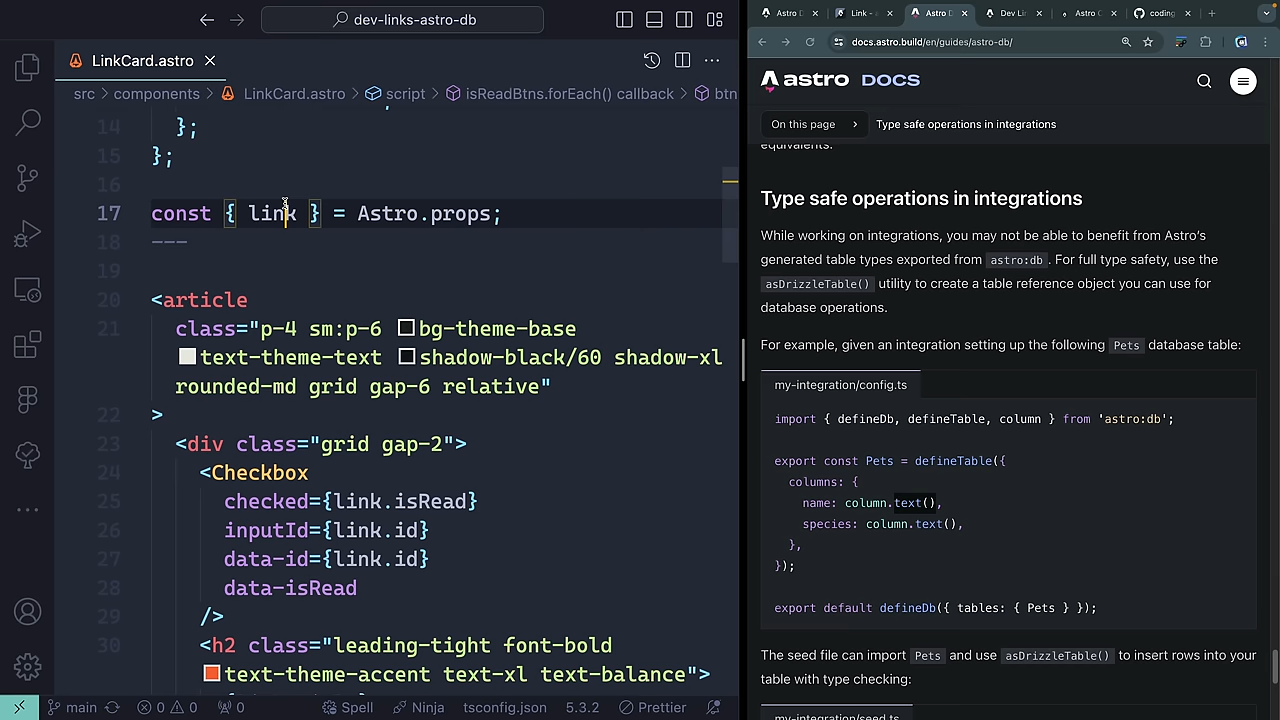 dev-links-astro-db
LinkCard.astro
src > components > LinkCard.astro > script > isReadBtns.forEach() callback > btn
14 };
15 };
16
17 const { link } = Astro.props;
18 ---
19
20 <article
21 class="p-4 sm:p-6 bg-theme-base
text-theme-text shadow-black/60 shadow-xl
rounded-md grid gap-6 relative"
22 >
23 <div class="grid gap-2">
24 <Checkbox
25 checked={link.isRead}
26 inputId={link.id}
27 data-id={link.id}
28 data-isRead
29 />
30 <h2 class="leading-tight font-bold
text-theme-accent text-xl text-balance">
main 0 0 0 Spell Ninja tsconfig.json 5.3.2 Prettier
Astro D Link - Astro D Dev Lin Astro C coding
docs.astro.build/en/guides/astro-db/
astro DOCS
On this page > Type safe operations in integrations
equivalents.
Type safe operations in integrations
While working on integrations, you may not be able to benefit from Astro's
generated table types exported from astro:db. For full type safety, use the
asDrizzleTable() utility to create a table reference object you can use for
database operations.
For example, given an integration setting up the following Pets database table:
my-integration/config.ts
import { defineDb, defineTable, column } from 'astro:db';
export const Pets = defineTable({
columns: {
name: column.text(),
species: column.text(),
},
});
export default defineDb({ tables: { Pets } });
The seed file can import Pets and use asDrizzleTable() to insert rows into your
table with type checking:
my-integration/seed.ts